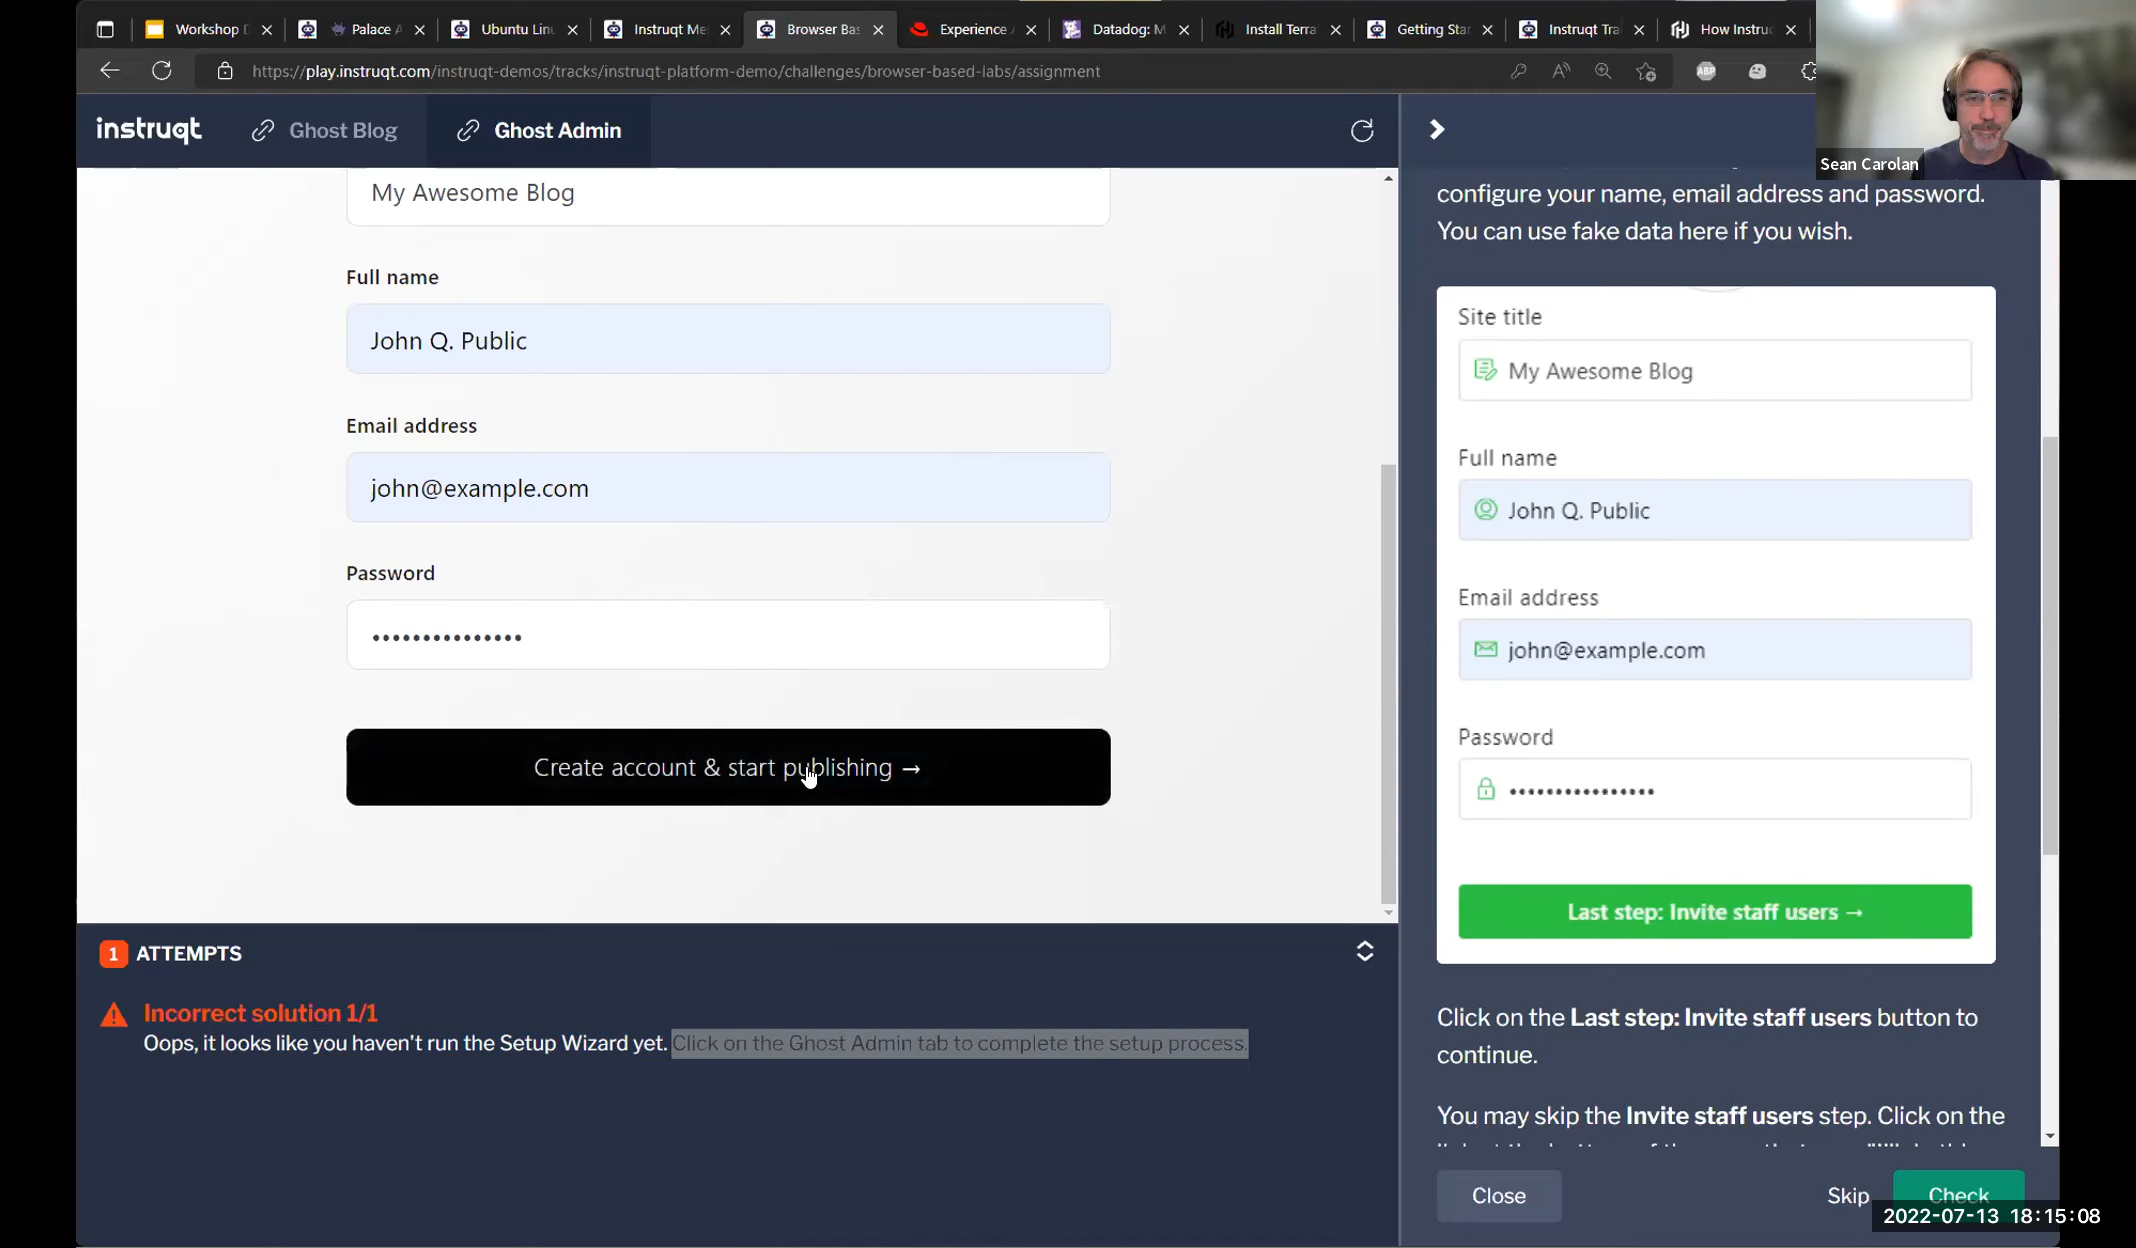 Workshop D
Palace A
Ubuntu Linu
Instruqt Me
Browser Bas
Experience
Datadog: M
Install Terra
Getting Star
Instruqt Tra
How Instruq
https://play.instruqt.com/instruqt-demos/tracks/instruqt-platform-demo/challenges/browser-based-labs/assignment
ABP
Sean Carolan
instruqt
Ghost Blog
Ghost Admin
My Awesome Blog
Full name
John Q. Public
Email address
john@example.com
Password
•••••••••••••••
Create account & start publishing →
1 ATTEMPTS
Incorrect solution 1/1
Oops, it looks like you haven't run the Setup Wizard yet. Click on the Ghost Admin tab to complete the setup process.
configure your name, email address and password.
You can use fake data here if you wish.
Site title
My Awesome Blog
Full name
John Q. Public
Email address
john@example.com
Password
••••••••••••••••
Last step: Invite staff users →
Click on the Last step: Invite staff users button to
continue.
You may skip the Invite staff users step. Click on the
Close
Skip
Check
2022-07-13 18:15:08